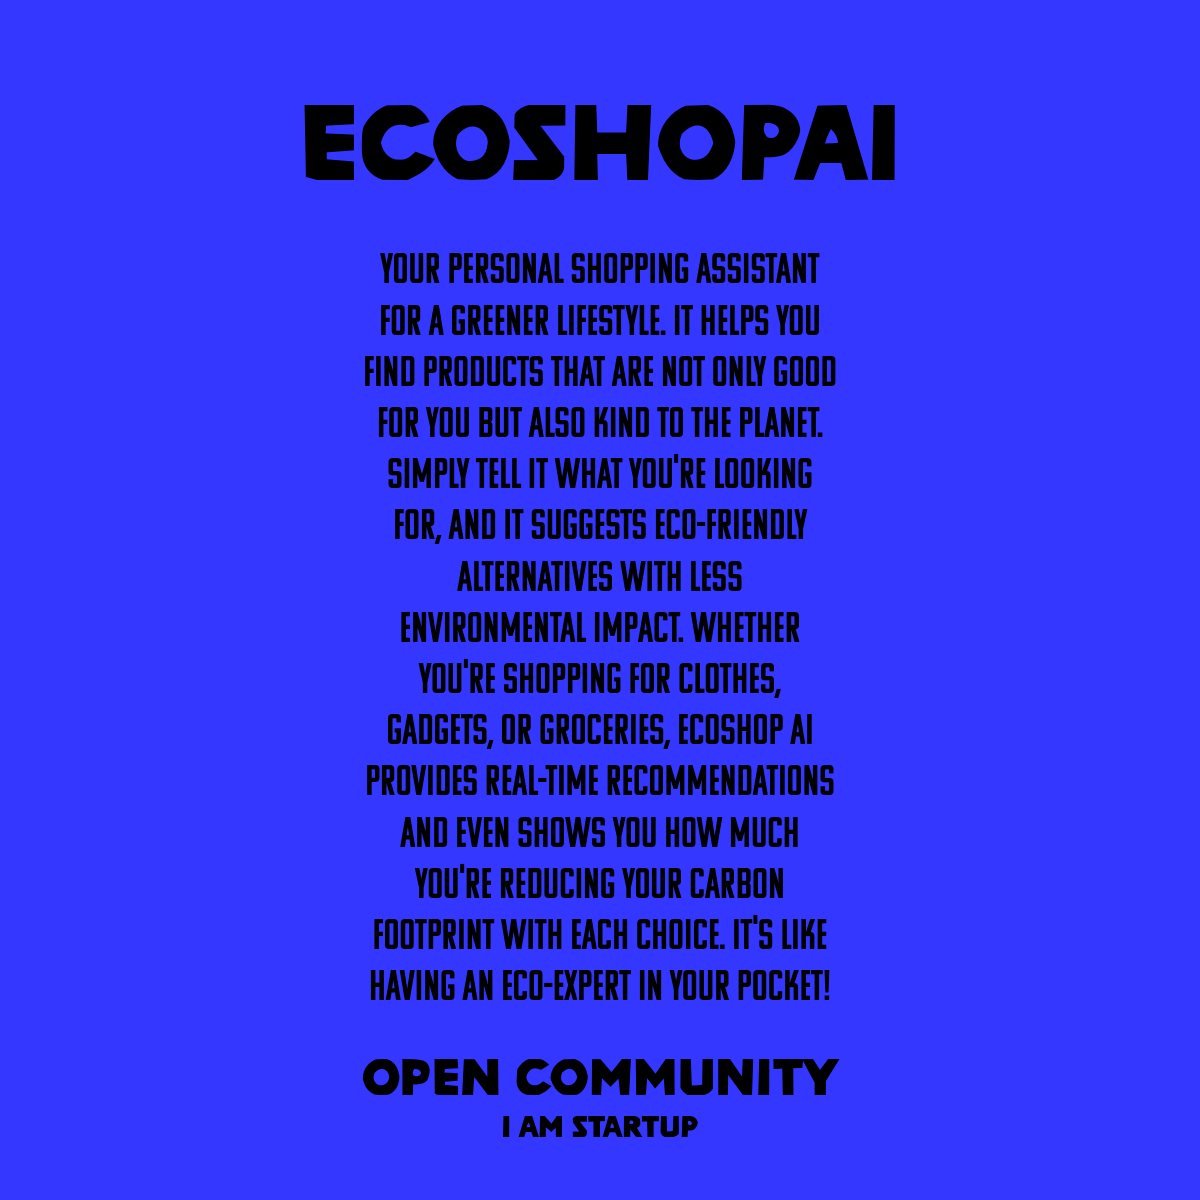 ECOSHOPAI
YOUR PERSONAL SHOPPING ASSISTANT
FOR A GREENER LIFESTYLE. IT HELPS YOU
FIND PRODUCTS THAT ARE NOT ONLY GOOD
FOR YOU BUT ALSO KIND TO THE PLANET.
SIMPLY TELL IT WHAT YOU'RE LOOKING
FOR, AND IT SUGGESTS ECO-FRIENDLY
ALTERNATIVES WITH LESS
ENVIRONMENTAL IMPACT. WHETHER
YOU'RE SHOPPING FOR CLOTHES,
GADGETS, OR GROCERIES, ECOSHOP AI
PROVIDES REAL-TIME RECOMMENDATIONS
AND EVEN SHOWS YOU HOW MUCH
YOU'RE REDUCING YOUR CARBON
FOOTPRINT WITH EACH CHOICE. IT'S LIKE
HAVING AN ECO-EXPERT IN YOUR POCKET!
OPEN COMMUNITY
I AM STARTUP